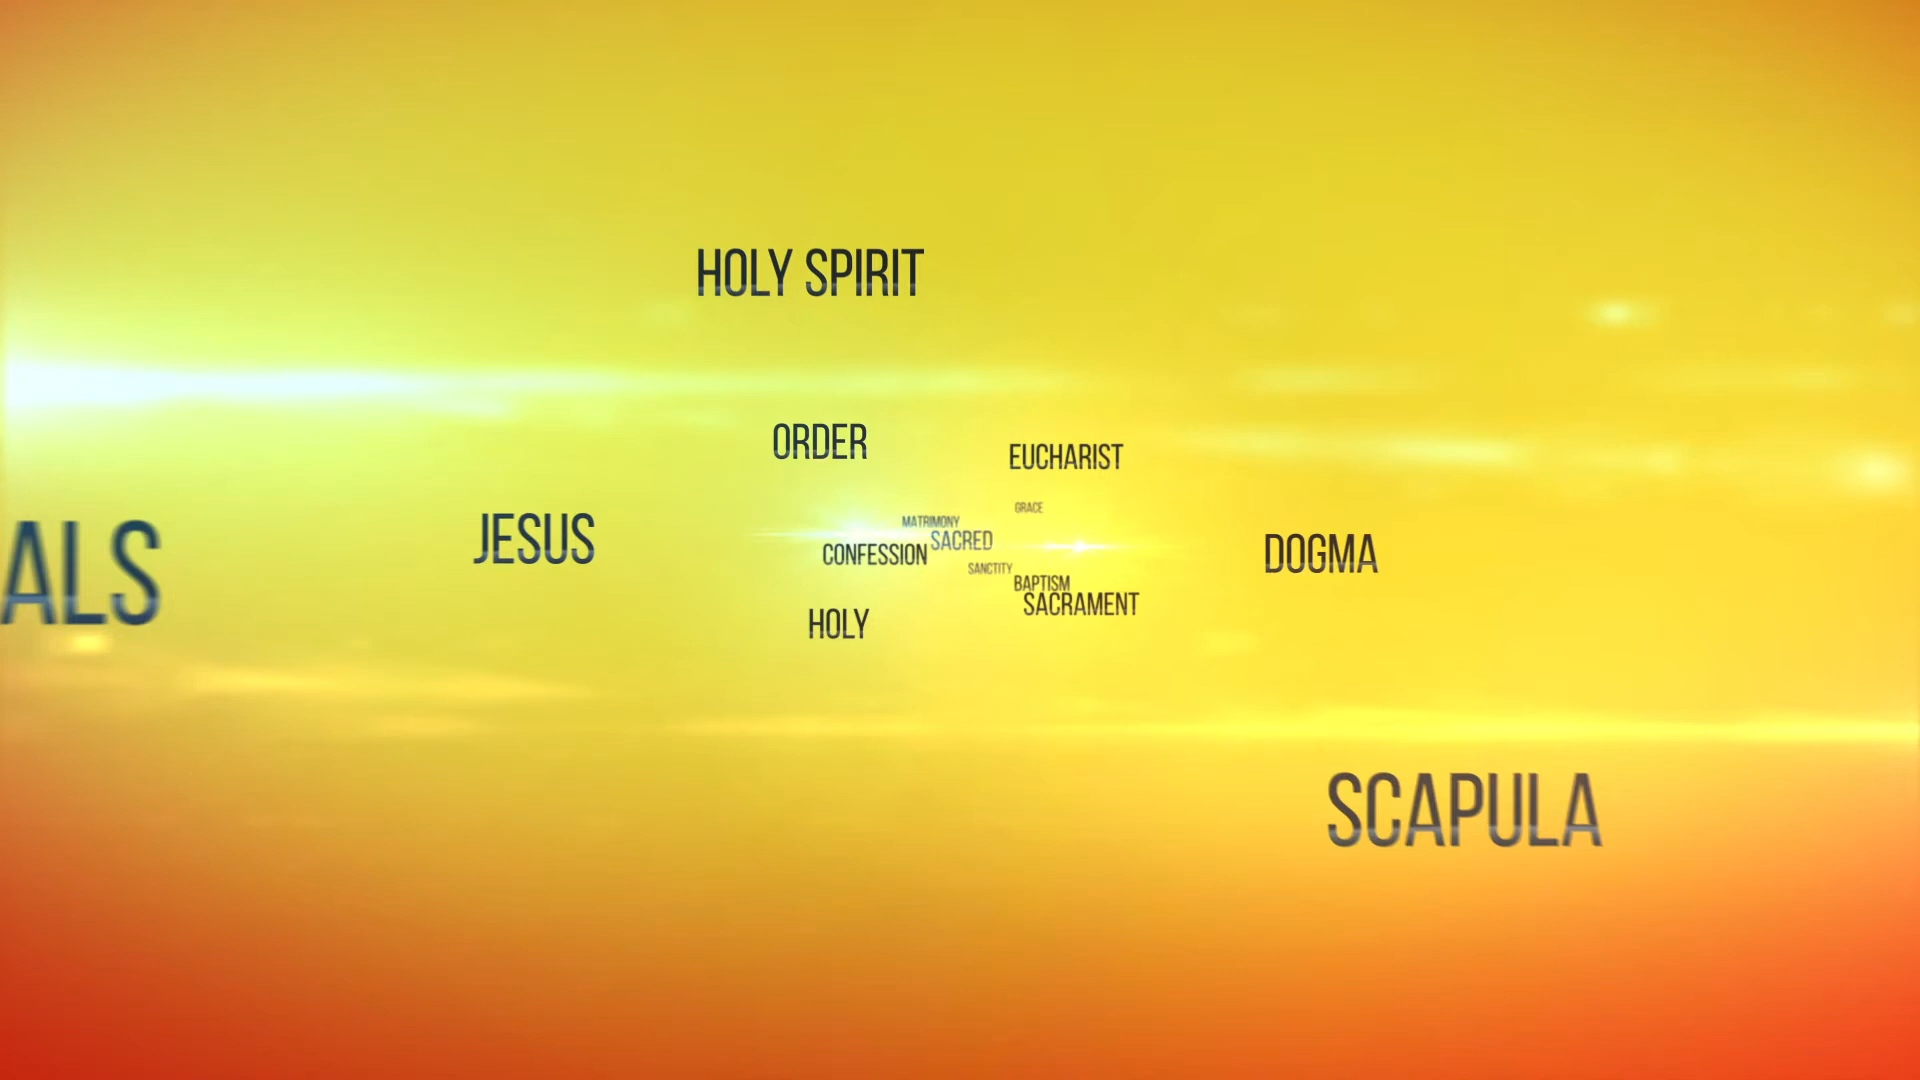 HOLY SPIRIT
ORDER
EUCHARIST
GRACE
MATRIMONY
JESUS
SACRED
CONFESSION
DOGMA
ALS
SANCTITY
BAPTISM
SACRAMENT
HOLY
SCAPULA